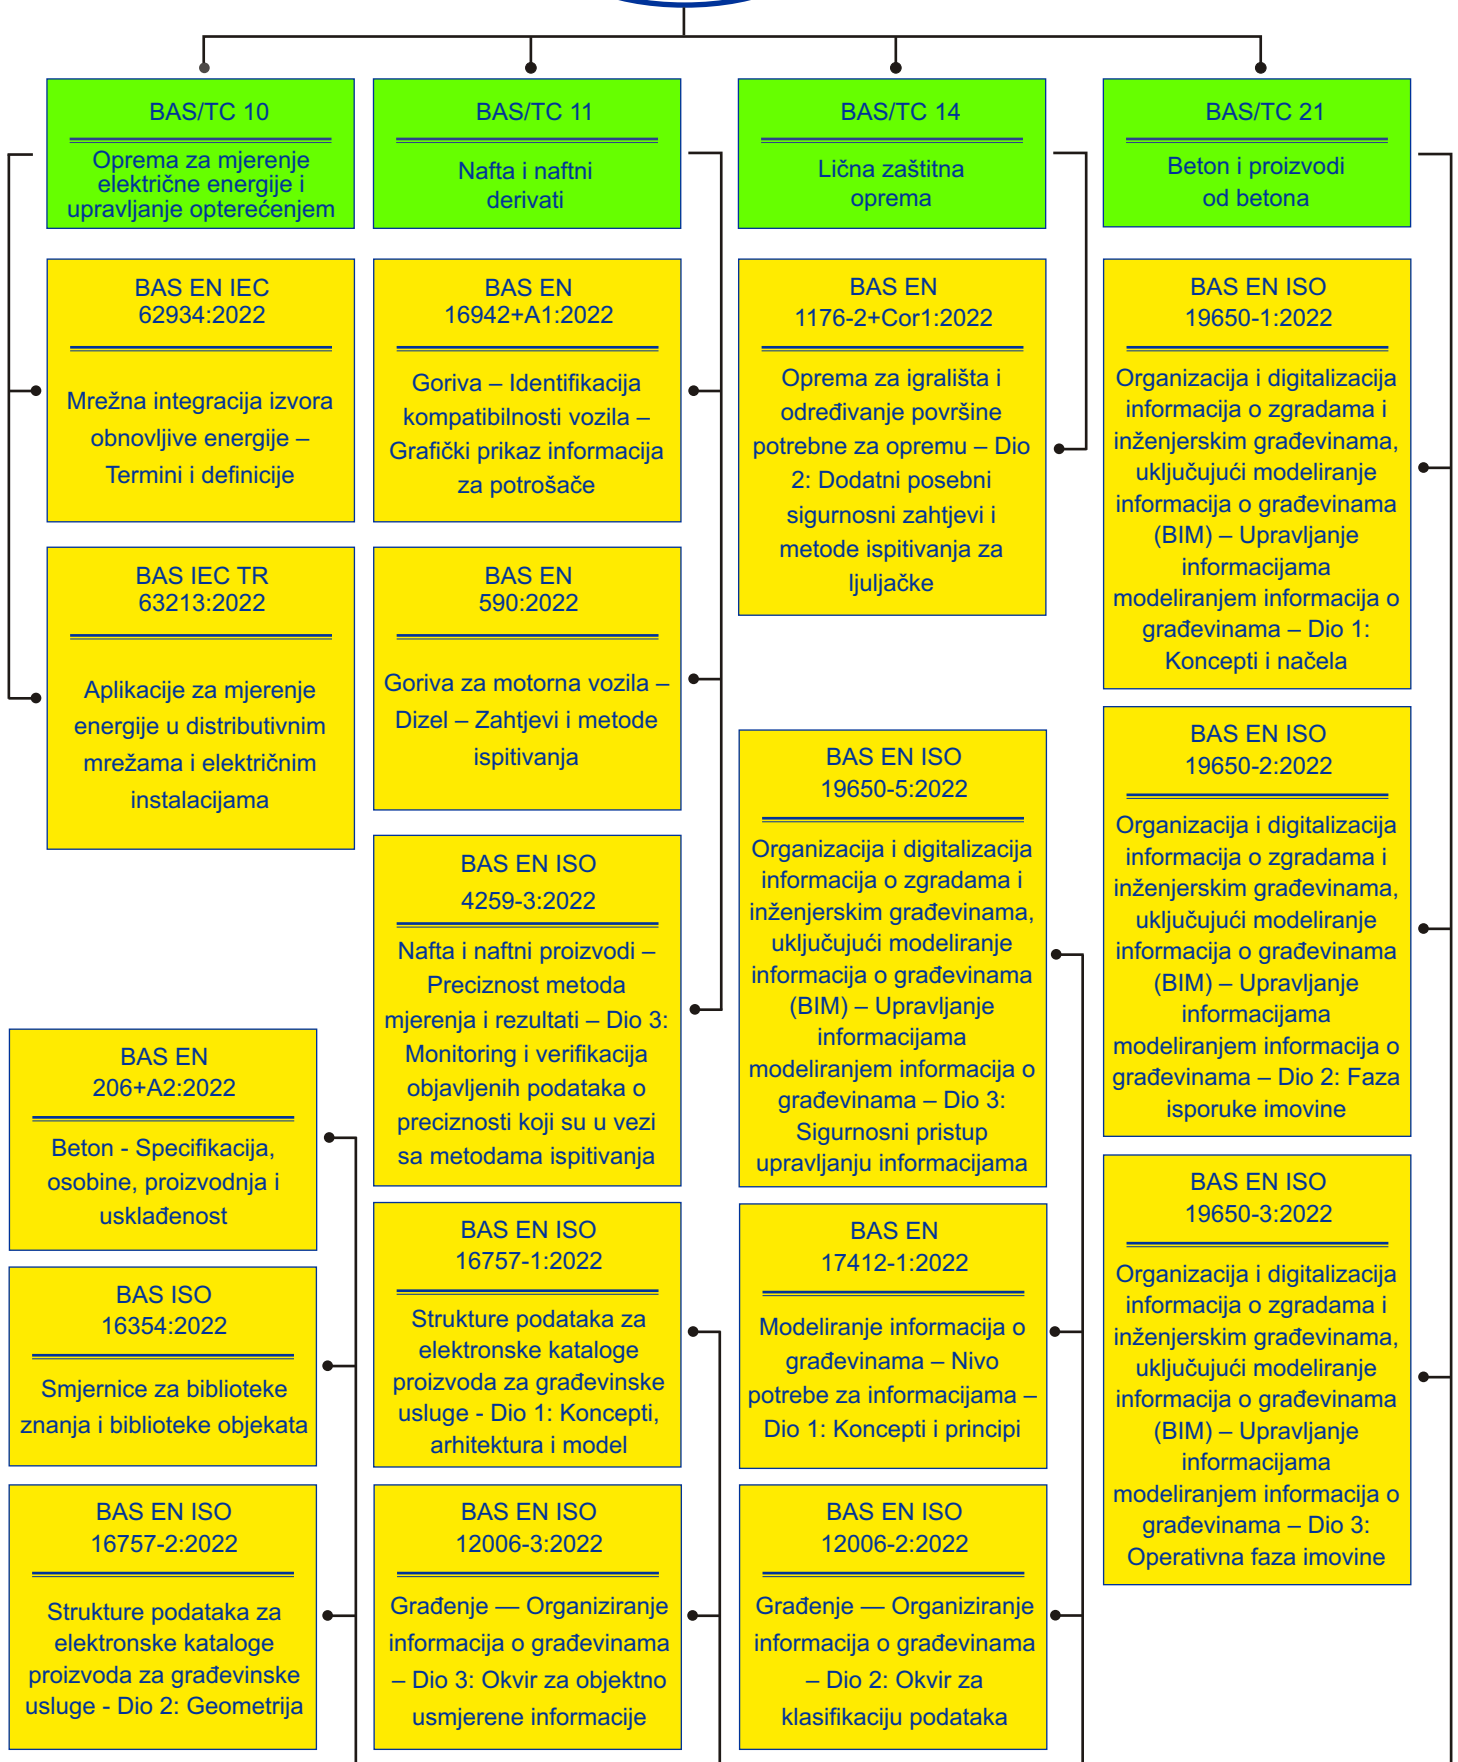 BAS/TC 10
Oprema za mjerenje
električne energije i
upravljanje opterećenjem
BAS/TC 11
Nafta i naftni
derivati
BAS/TC 14
Lična zaštitna
oprema
BAS/TC 21
Beton i proizvodi
od betona
BAS EN IEC
62934:2022
Mrežna integracija izvora
obnovljive energije –
Termini i definicije
BAS IEC TR
63213:2022
Aplikacije za mjerenje
energije u distributivnim
mrežama i električnim
instalacijama
BAS EN
16942+A1:2022
Goriva – Identifikacija
kompatibilnosti vozila –
Grafički prikaz informacija
za potrošače
BAS EN
590:2022
Goriva za motorna vozila –
Dizel – Zahtjevi i metode
ispitivanja
BAS EN ISO
4259-3:2022
Nafta i naftni proizvodi –
Preciznost metoda
mjerenja i rezultati – Dio 3:
Monitoring i verifikacija
objavljenih podataka o
preciznosti koji su u vezi
sa metodama ispitivanja
BAS EN
1176-2+Cor1:2022
Oprema za igrališta i
određivanje površine
potrebne za opremu – Dio
2: Dodatni posebni
sigurnosni zahtjevi i
metode ispitivanja za
ljuljačke
BAS EN ISO
19650-1:2022
Organizacija i digitalizacija
informacija o zgradama i
inženjerskim građevinama,
uključujući modeliranje
informacija o građevinama
(BIM) – Upravljanje
informacijama
modeliranjem informacija o
građevinama – Dio 1:
Koncepti i načela
BAS EN ISO
19650-2:2022
Organizacija i digitalizacija
informacija o zgradama i
inženjerskim građevinama,
uključujući modeliranje
informacija o građevinama
(BIM) – Upravljanje
informacijama
modeliranjem informacija o
građevinama – Dio 2: Faza
isporuke imovine
BAS EN ISO
19650-3:2022
Organizacija i digitalizacija
informacija o zgradama i
inženjerskim građevinama,
uključujući modeliranje
informacija o građevinama
(BIM) – Upravljanje
informacijama
modeliranjem informacija o
građevinama – Dio 3:
Operativna faza imovine
BAS EN ISO
19650-5:2022
Organizacija i digitalizacija
informacija o zgradama i
inženjerskim građevinama,
uključujući modeliranje
informacija o građevinama
(BIM) – Upravljanje
informacijama
modeliranjem informacija o
građevinama – Dio 3:
Sigurnosni pristup
upravljanju informacijama
BAS EN
17412-1:2022
Modeliranje informacija o
građevinama – Nivo
potrebe za informacijama –
Dio 1: Koncepti i principi
BAS EN ISO
12006-2:2022
Građenje — Organiziranje
informacija o građevinama
– Dio 2: Okvir za
klasifikaciju podataka
BAS EN ISO
16757-1:2022
Strukture podataka za
elektronske kataloge
proizvoda za građevinske
usluge - Dio 1: Koncepti,
arhitektura i model
BAS EN ISO
12006-3:2022
Građenje — Organiziranje
informacija o građevinama
– Dio 3: Okvir za objektno
usmjerene informacije
BAS EN
206+A2:2022
Beton - Specifikacija,
osobine, proizvodnja i
usklađenost
BAS ISO
16354:2022
Smjernice za biblioteke
znanja i biblioteke objekata
BAS EN ISO
16757-2:2022
Strukture podataka za
elektronske kataloge
proizvoda za građevinske
usluge - Dio 2: Geometrija